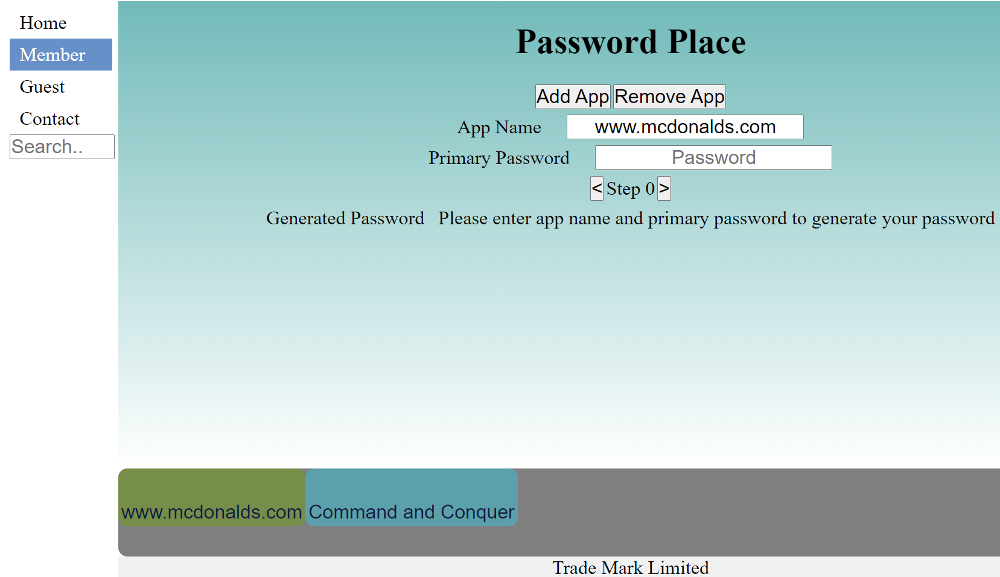 Home
Member
Guest
Contact
Search..
Password Place
Add App Remove App
App Name www.mcdonalds.com
Primary Password Password
< Step 0 >
Generated Password Please enter app name and primary password to generate your password
www.mcdonalds.com Command and Conquer
Trade Mark Limited